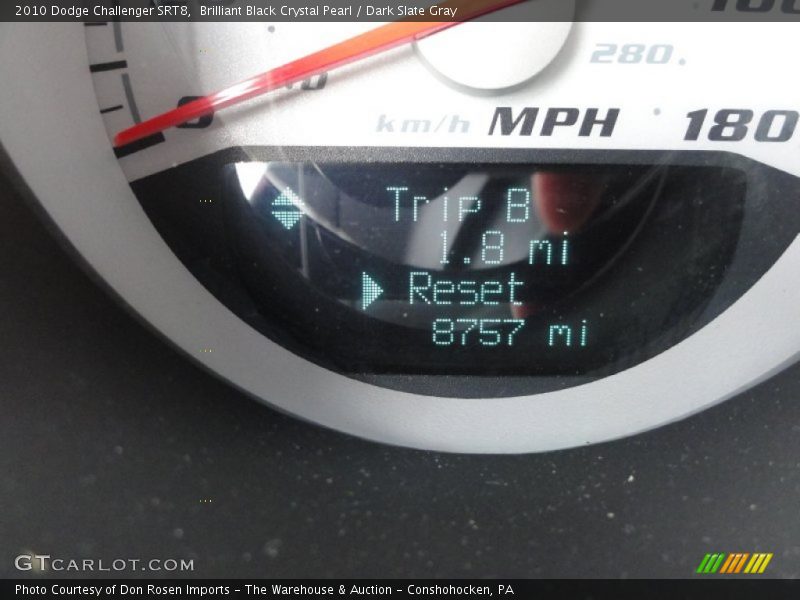 2010 Dodge Challenger SRT8,  Brilliant Black Crystal Pearl / Dark Slate Gray
280
km/h MPH 180
0
Trip B
1.8 mi
Reset
8757 mi
GTCARLOT.COM
Photo Courtesy of Don Rosen Imports – The Warehouse & Auction – Conshohocken, PA